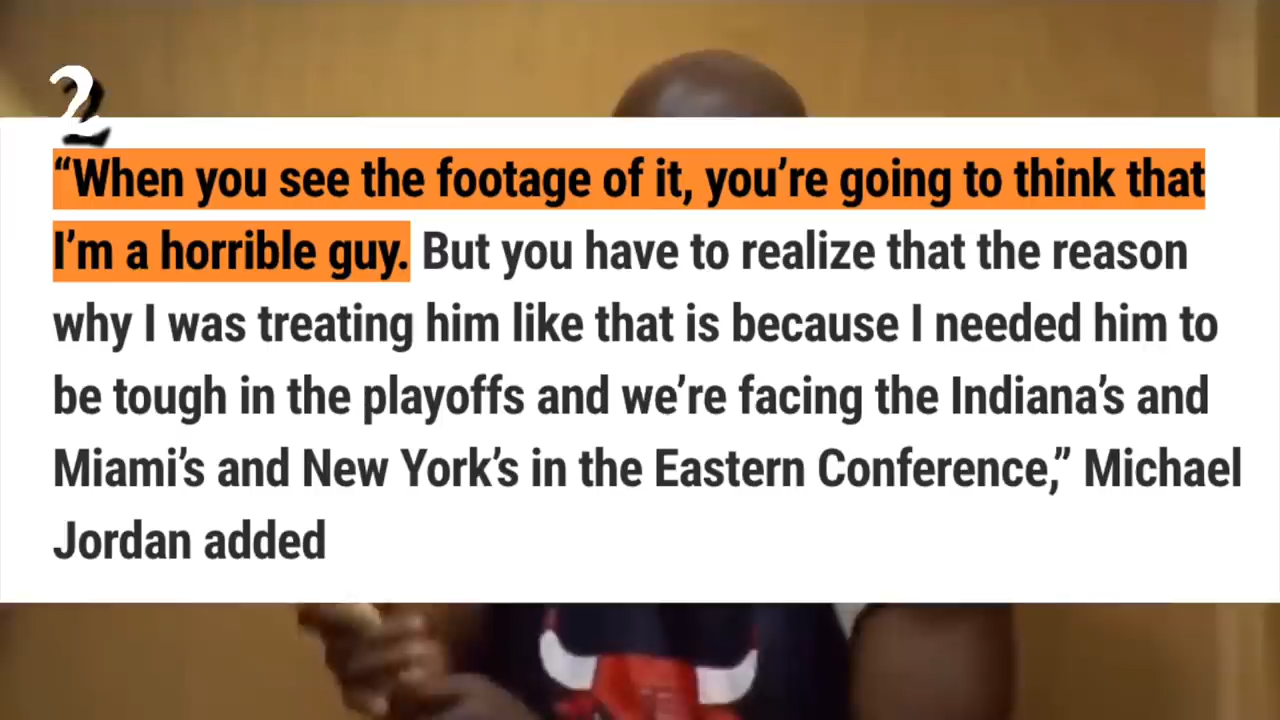 2
“When you see the footage of it, you’re going to think that
I’m a horrible guy. But you have to realize that the reason
why I was treating him like that is because I needed him to
be tough in the playoffs and we’re facing the Indiana’s and
Miami’s and New York’s in the Eastern Conference,” Michael
Jordan added